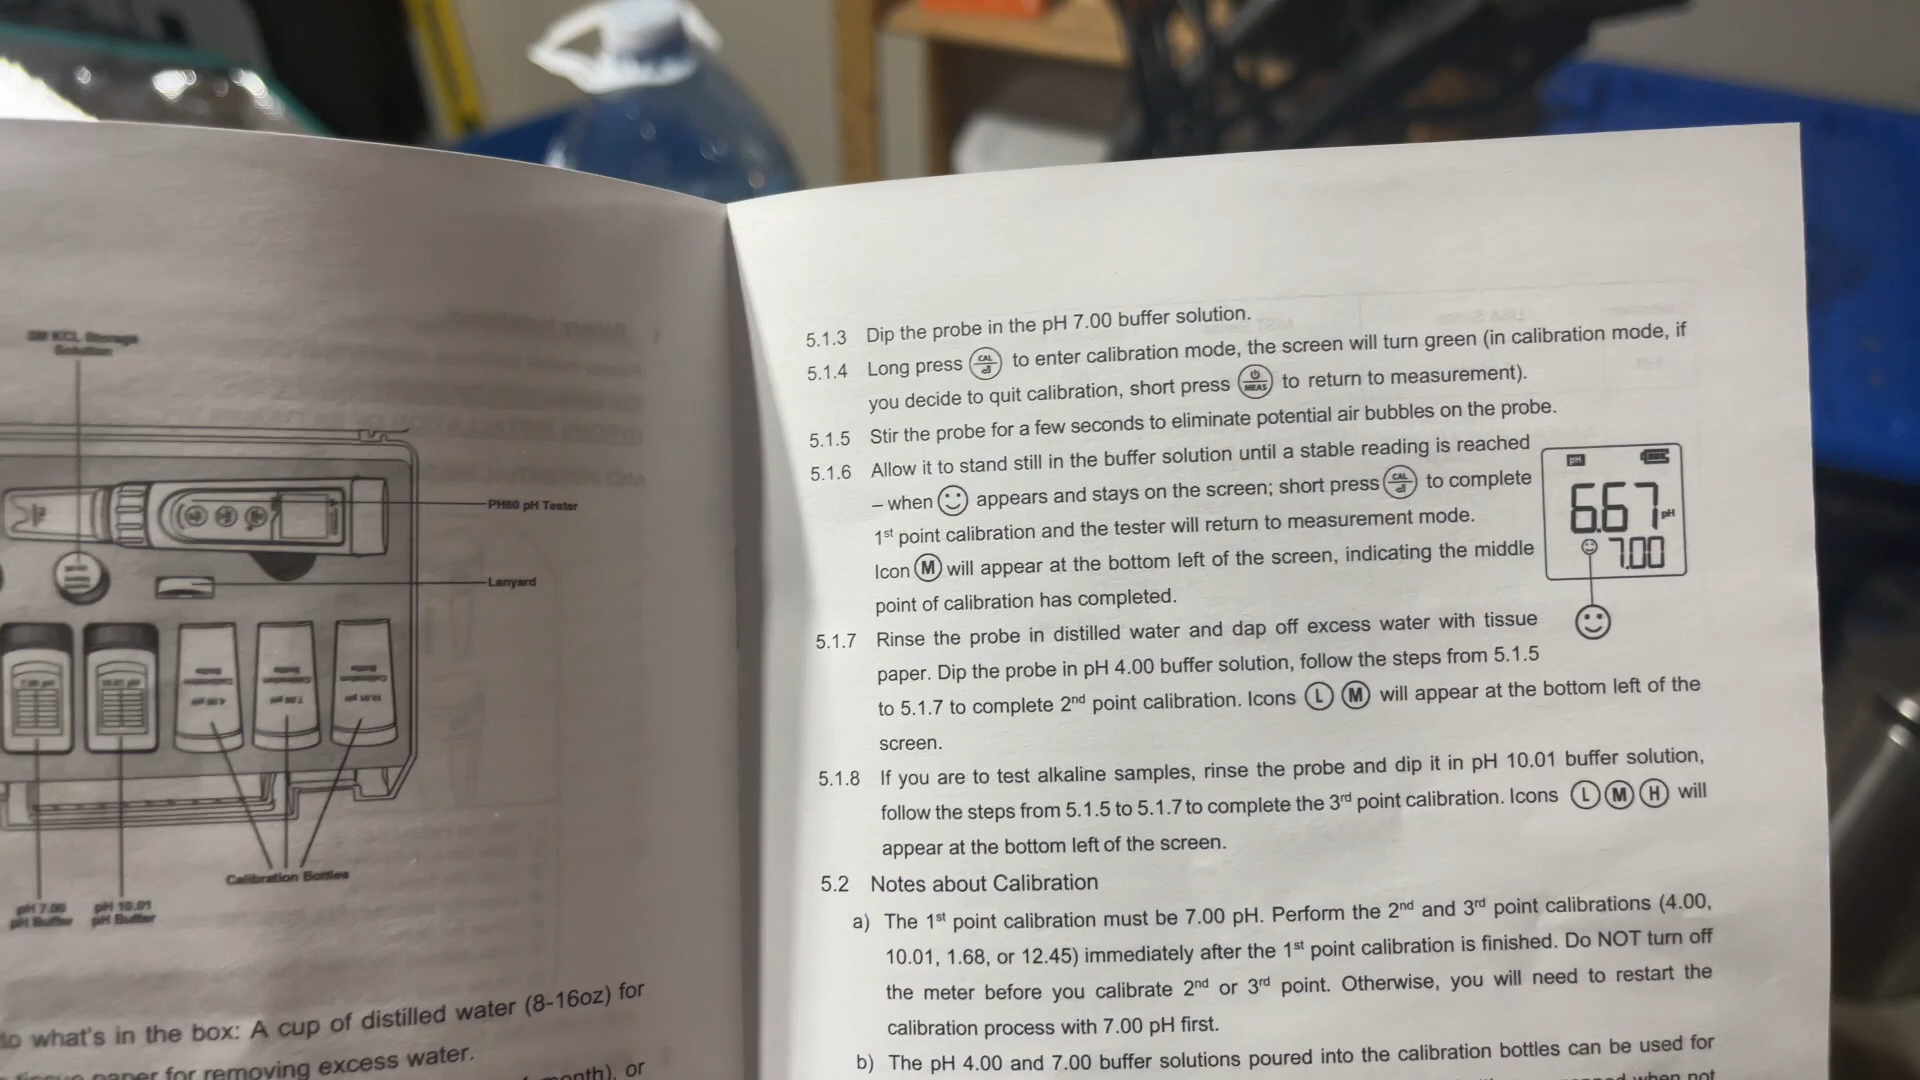 3M KCL Storage
Solution
PH60 pH Tester
Lanyard
Calibration Bottles
pH 7.00
pH Buffer
pH 10.01
pH Buffer
to what's in the box: A cup of distilled water (8-16oz) for
paper for removing excess water.
month), or
5.1.3 Dip the probe in the pH 7.00 buffer solution.
5.1.4 Long press CAL to enter calibration mode, the screen will turn green (in calibration mode, if
you decide to quit calibration, short press MEAS to return to measurement).
5.1.5 Stir the probe for a few seconds to eliminate potential air bubbles on the probe.
5.1.6 Allow it to stand still in the buffer solution until a stable reading is reached
– when appears and stays on the screen; short press CAL to complete
1st point calibration and the tester will return to measurement mode.
Icon M will appear at the bottom left of the screen, indicating the middle
point of calibration has completed.
pH
6.67 pH
7.00
5.1.7 Rinse the probe in distilled water and dap off excess water with tissue
paper. Dip the probe in pH 4.00 buffer solution, follow the steps from 5.1.5
to 5.1.7 to complete 2nd point calibration. Icons L M will appear at the bottom left of the
screen.
5.1.8 If you are to test alkaline samples, rinse the probe and dip it in pH 10.01 buffer solution,
follow the steps from 5.1.5 to 5.1.7 to complete the 3rd point calibration. Icons L M H will
appear at the bottom left of the screen.
5.2 Notes about Calibration
a) The 1st point calibration must be 7.00 pH. Perform the 2nd and 3rd point calibrations (4.00,
10.01, 1.68, or 12.45) immediately after the 1st point calibration is finished. Do NOT turn off
the meter before you calibrate 2nd or 3rd point. Otherwise, you will need to restart the
calibration process with 7.00 pH first.
b) The pH 4.00 and 7.00 buffer solutions poured into the calibration bottles can be used for
when not